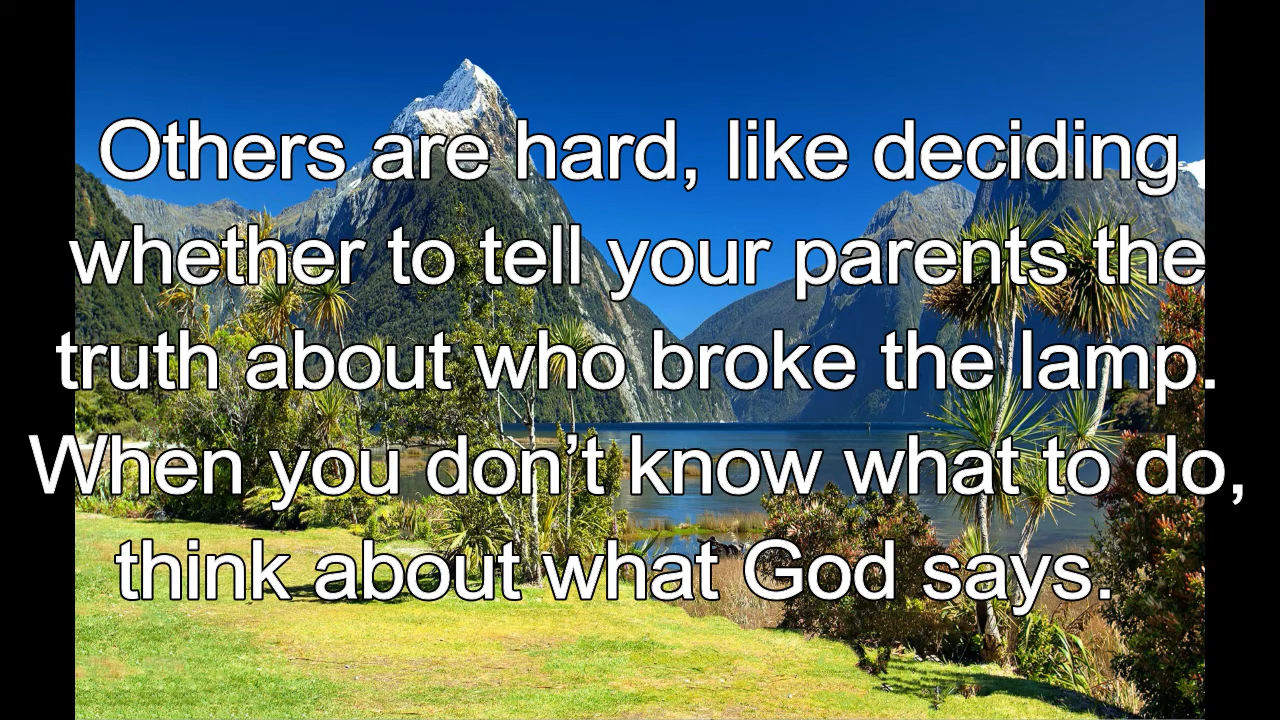 Others are hard, like deciding
whether to tell your parents the
truth about who broke the lamp.
When you don’t know what to do,
think about what God says.